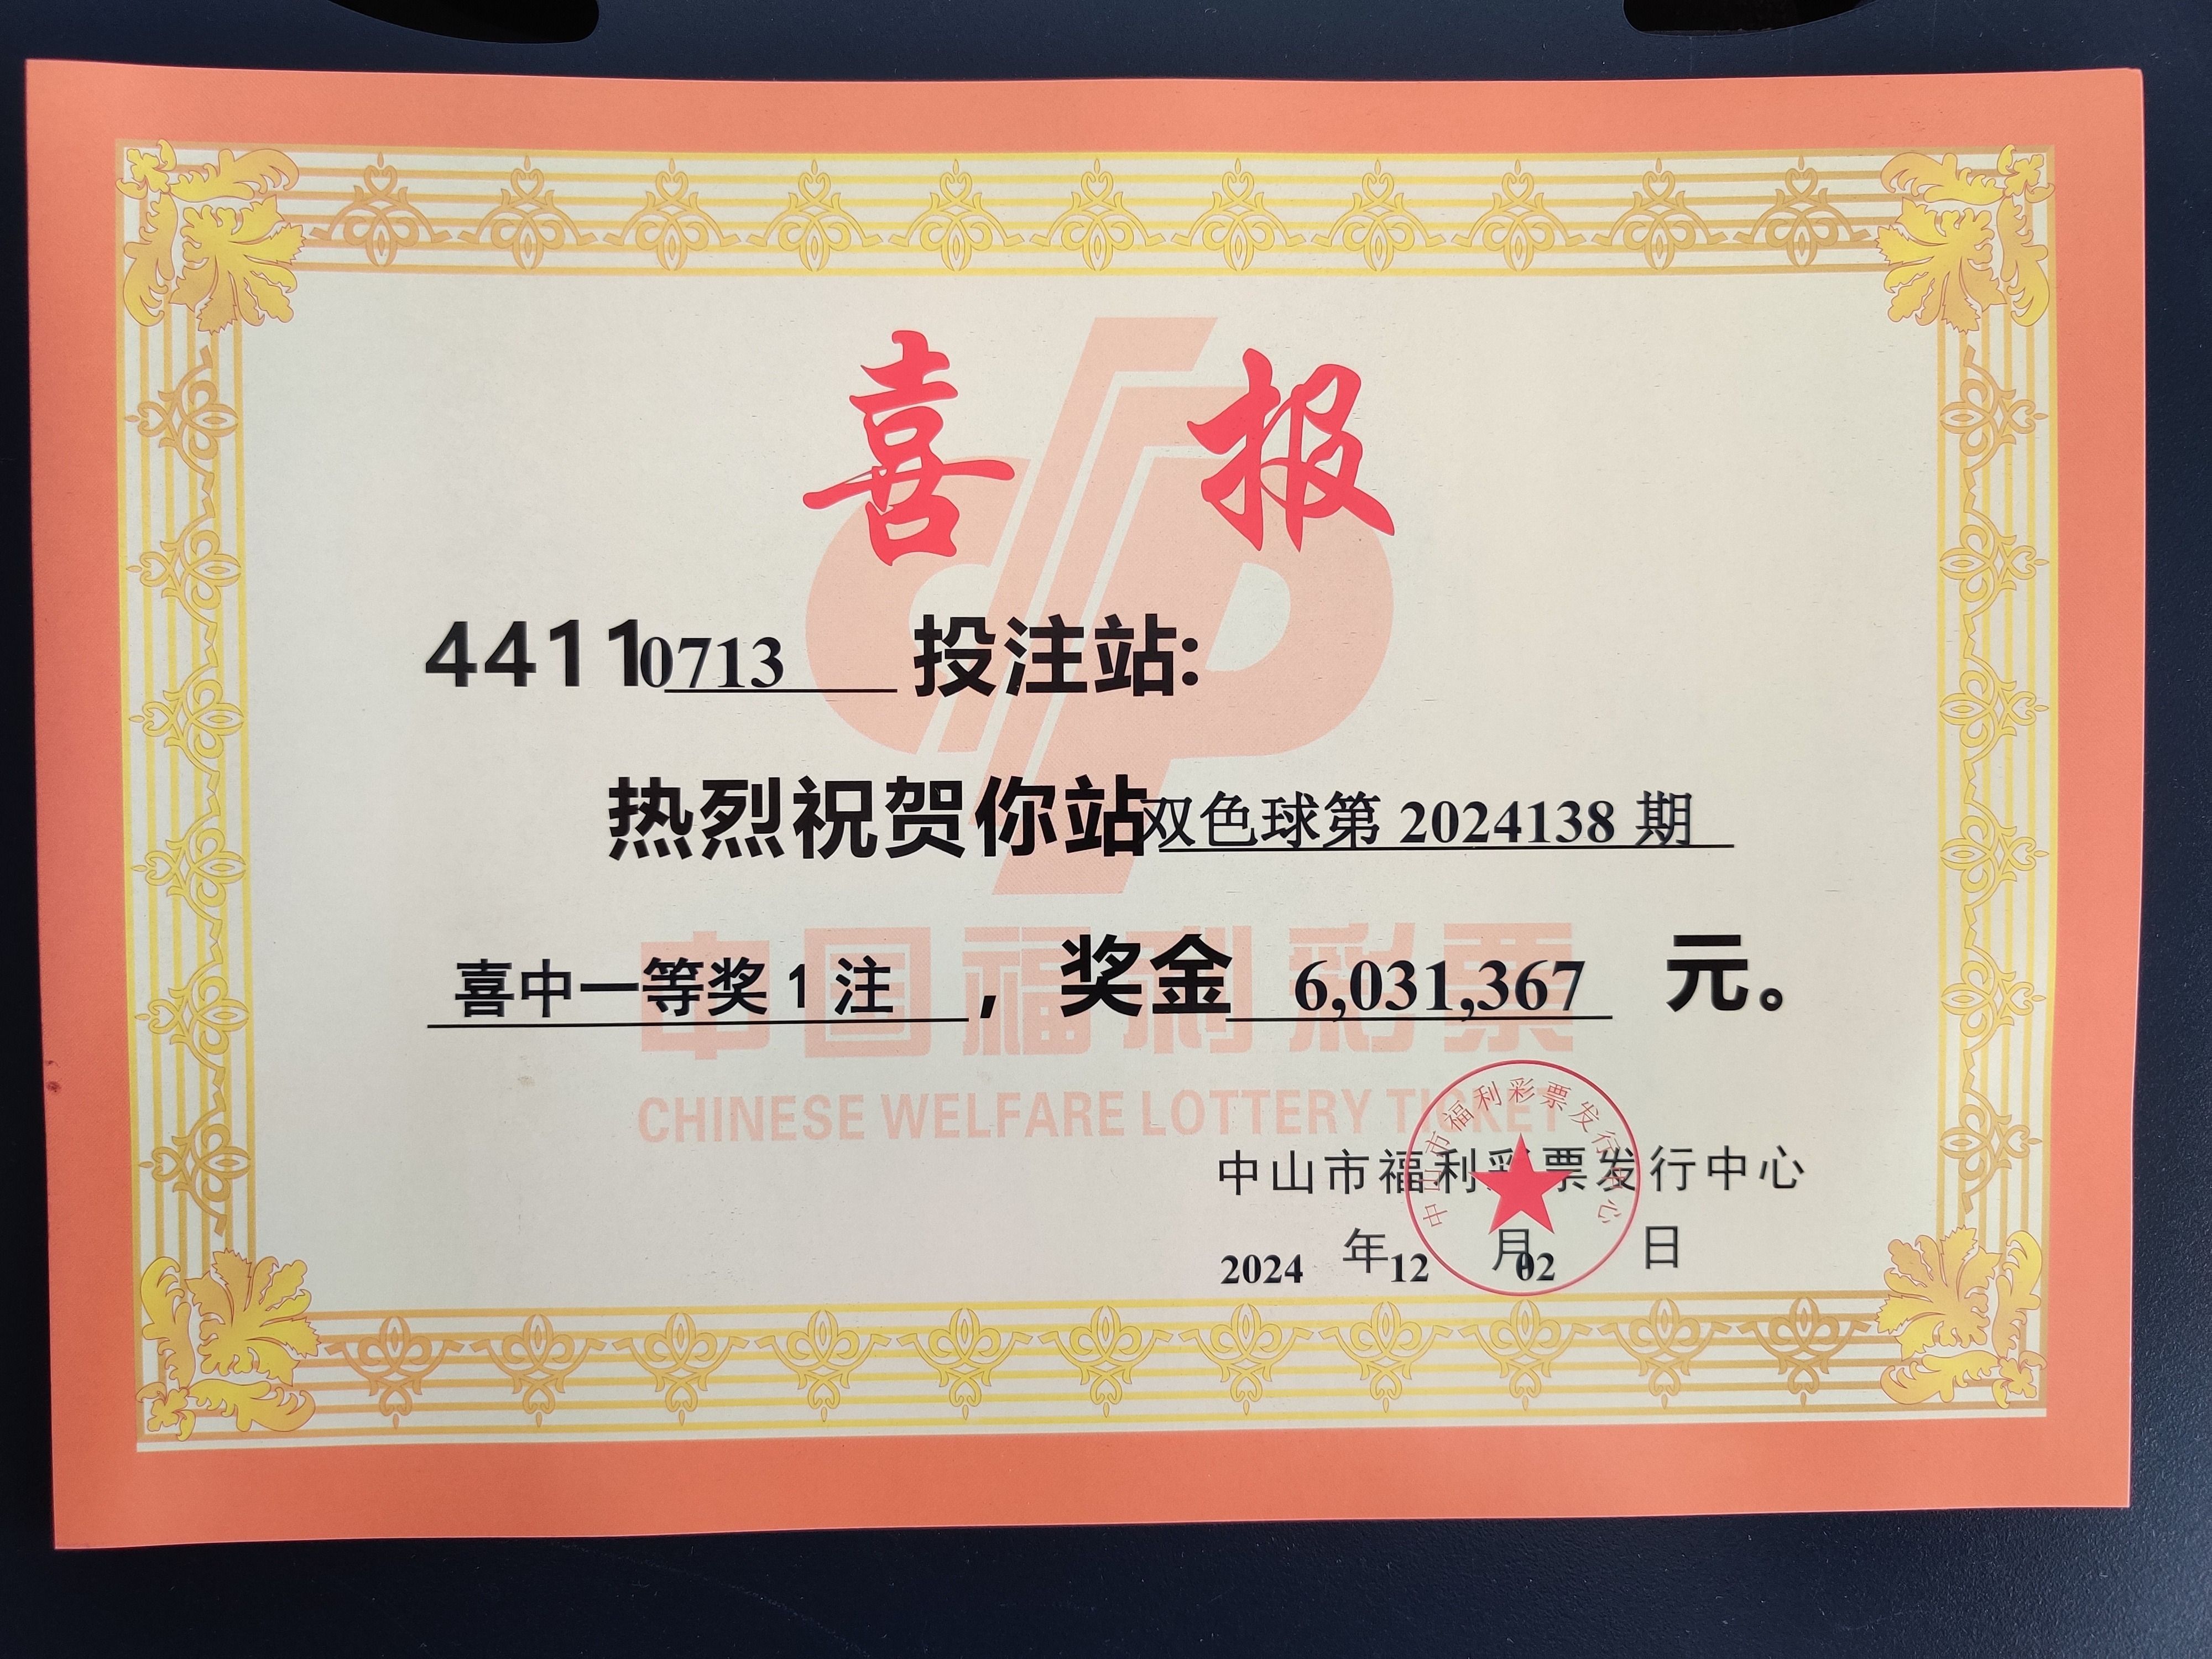 喜报
44110713 投注站:
热烈祝贺你站双色球第 2024138 期
喜中一等奖 1 注 ，奖金 6,031,367 元。
中国福利彩票
CHINESE WELFARE LOTTERY TICKET
中山市福利彩票发行中心
中山市福利彩票发行中心
2024 年 12 月 02 日